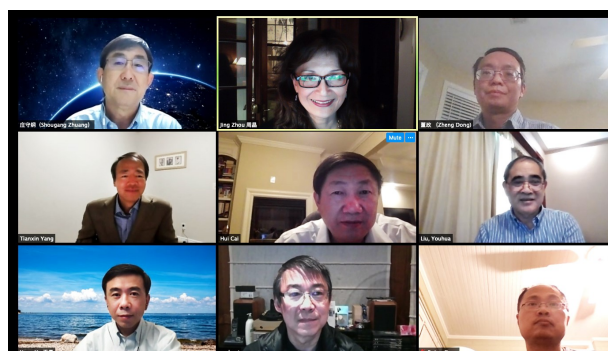 庄守纲 (Shougang Zhuang)
Jing Zhou 周晶
董政 (Zheng Dong)
Tianxin Yang
Mute ···
Hui Cai
Liu, Youhua